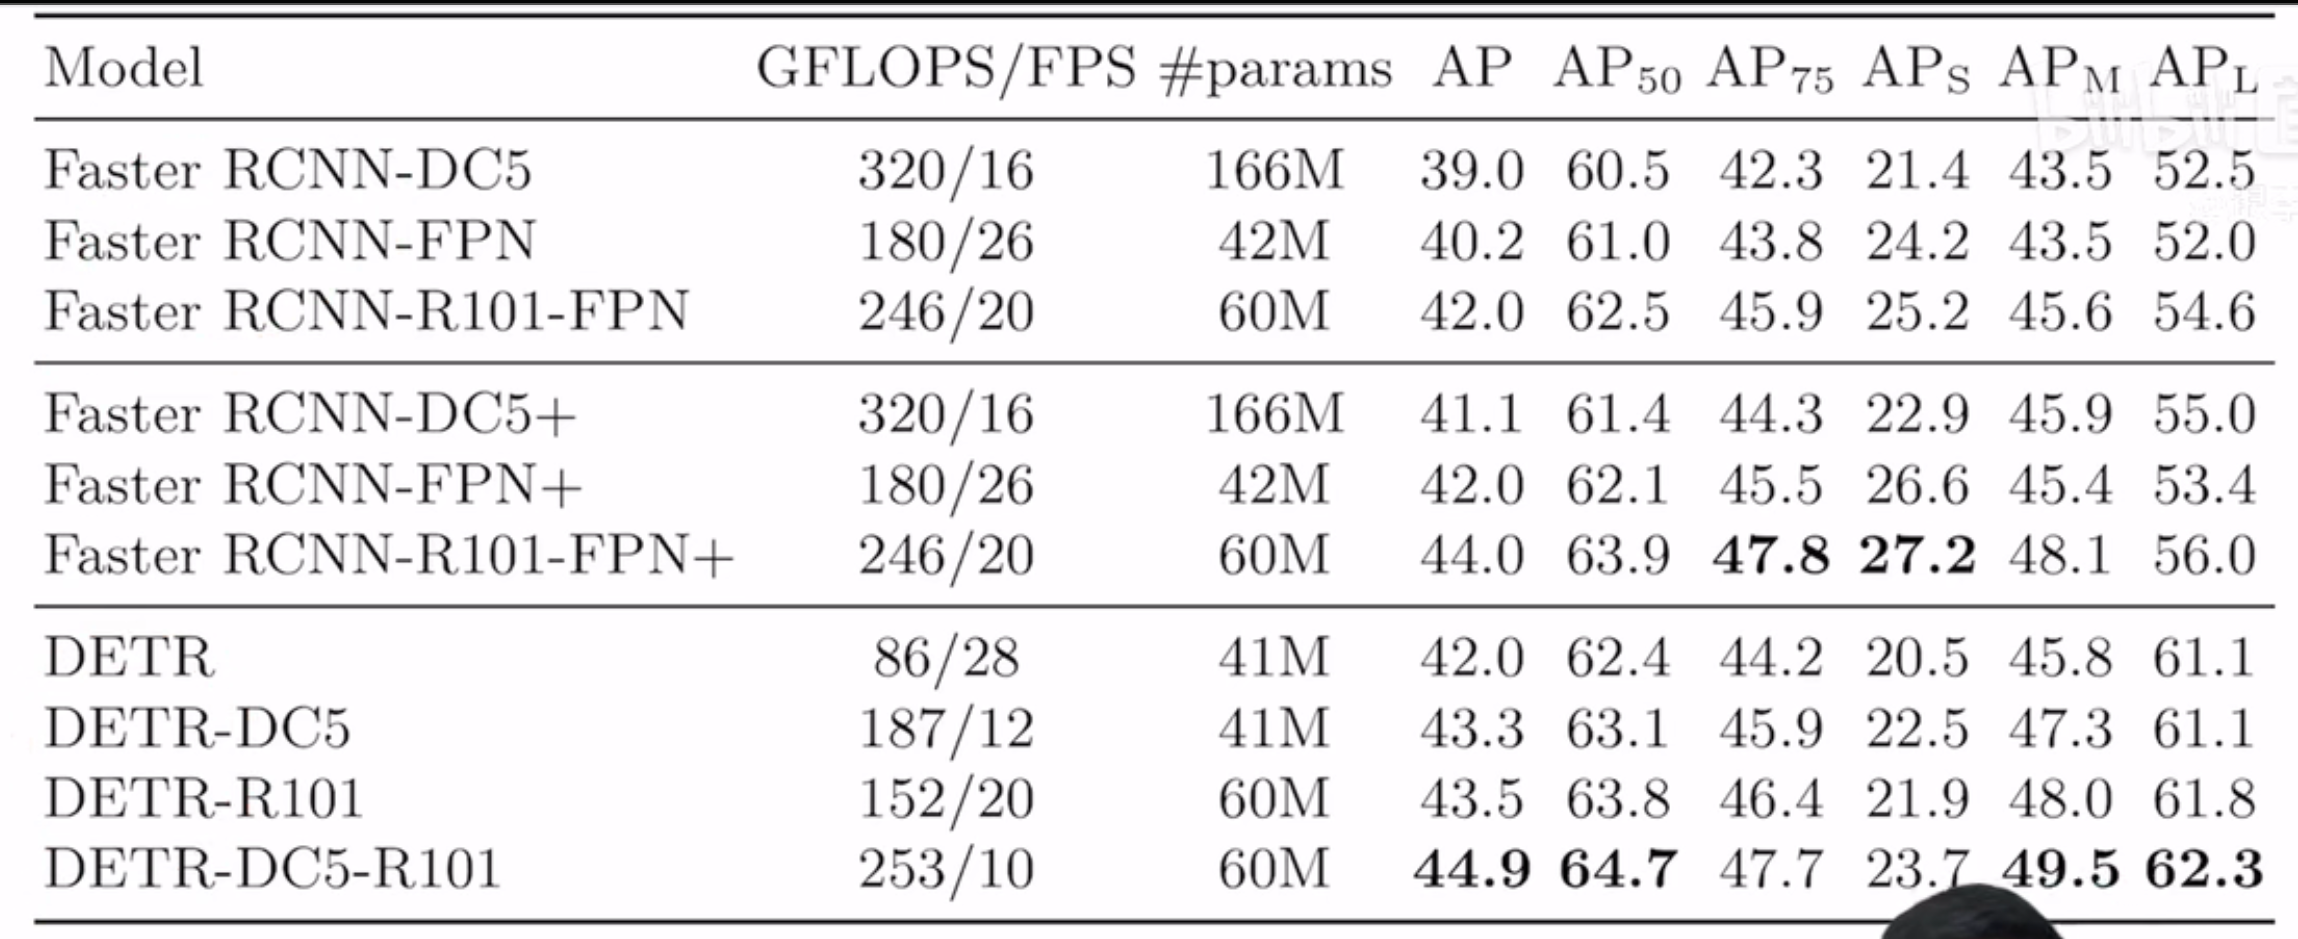 Model GFLOPS/FPS #params AP AP50 AP75 APS APM APL
Faster RCNN-DC5 320/16 166M 39.0 60.5 42.3 21.4 43.5 52.5
Faster RCNN-FPN 180/26 42M 40.2 61.0 43.8 24.2 43.5 52.0
Faster RCNN-R101-FPN 246/20 60M 42.0 62.5 45.9 25.2 45.6 54.6
Faster RCNN-DC5+ 320/16 166M 41.1 61.4 44.3 22.9 45.9 55.0
Faster RCNN-FPN+ 180/26 42M 42.0 62.1 45.5 26.6 45.4 53.4
Faster RCNN-R101-FPN+ 246/20 60M 44.0 63.9 47.8 27.2 48.1 56.0
DETR 86/28 41M 42.0 62.4 44.2 20.5 45.8 61.1
DETR-DC5 187/12 41M 43.3 63.1 45.9 22.5 47.3 61.1
DETR-R101 152/20 60M 43.5 63.8 46.4 21.9 48.0 61.8
DETR-DC5-R101 253/10 60M 44.9 64.7 47.7 23.7 49.5 62.3
bilibili